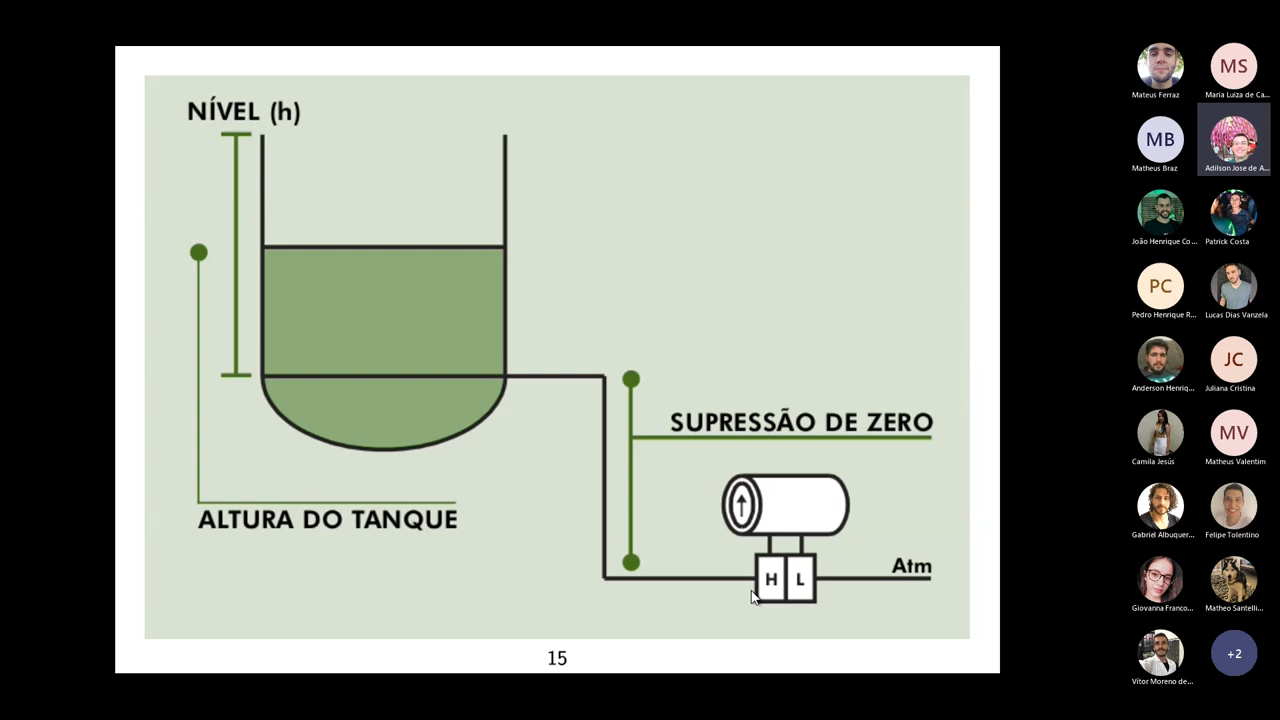 NÍVEL (h)
SUPRESSÃO DE ZERO
ALTURA DO TANQUE
H L
Atm
15
Mateus Ferraz
MS
Maria Luiza de Ca...
MB
Matheus Braz
Adilson Jose de A...
João Henrique Co...
Patrick Costa
PC
Pedro Henrique R...
Lucas Dias Vanzela
Anderson Henriq...
JC
Juliana Cristina
Camila Jesús
MV
Matheus Valentim
Gabriel Albuquer...
Felipe Tolentino
Giovanna Franco...
Matheo Santelli...
Vítor Moreno de...
+2